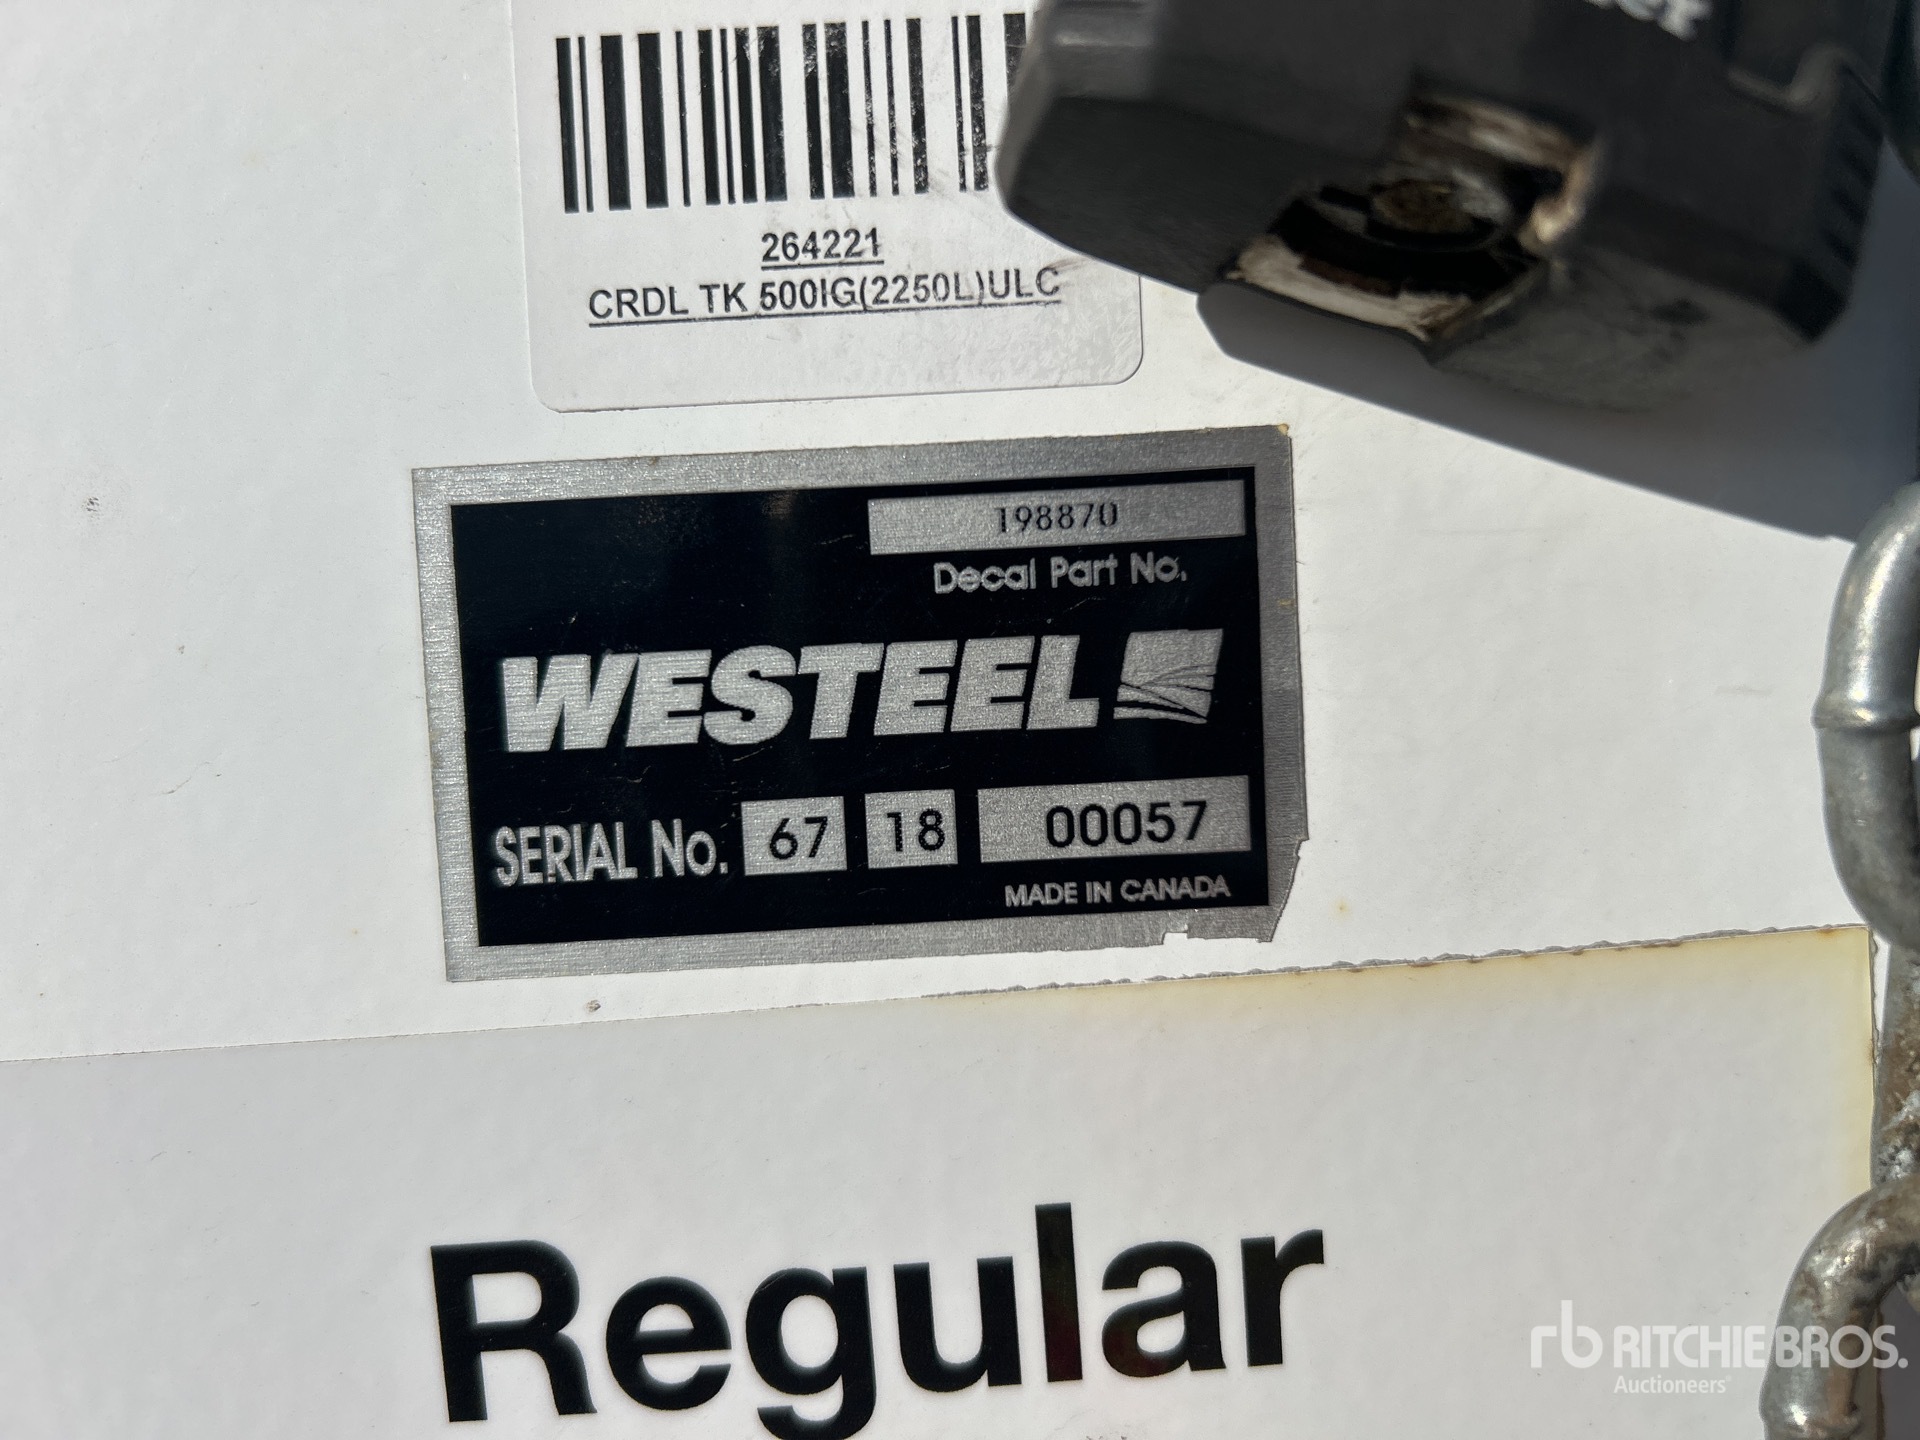 264221
CRDL TK 500IG(2250L)ULC
198870
Decal Part No.
WESTEEL
SERIAL No. 67 18 00057
MADE IN CANADA
Regular
rb RITCHIE BROS.
Auctioneers